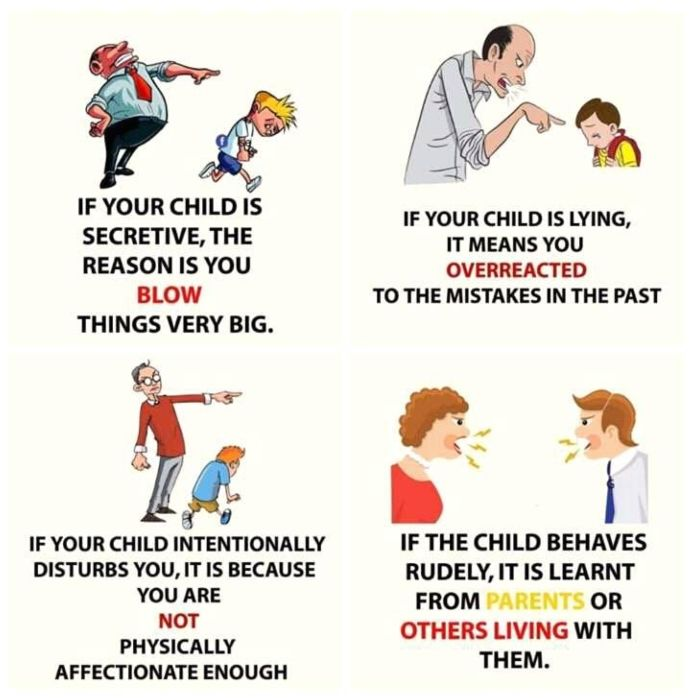 IF YOUR CHILD IS
SECRETIVE, THE
REASON IS YOU
BLOW
THINGS VERY BIG.
IF YOUR CHILD IS LYING,
IT MEANS YOU
OVERREACTED
TO THE MISTAKES IN THE PAST
IF YOUR CHILD INTENTIONALLY
DISTURBS YOU, IT IS BECAUSE
YOU ARE
NOT
PHYSICALLY
AFFECTIONATE ENOUGH
IF THE CHILD BEHAVES
RUDELY, IT IS LEARNT
FROM PARENTS OR
OTHERS LIVING WITH
THEM.